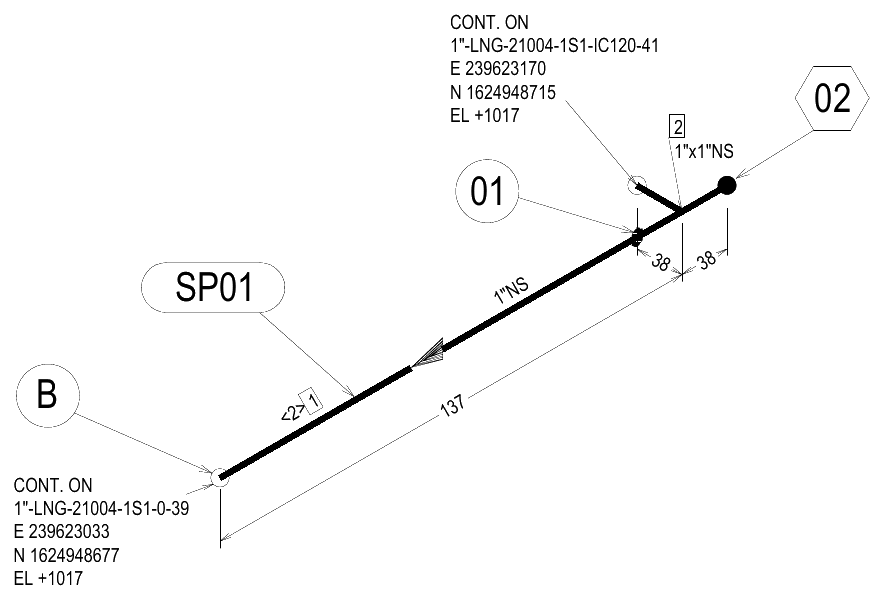 CONT. ON
1"-LNG-21004-1S1-IC120-41
E 239623170
N 1624948715
EL +1017
02
2
1"x1"NS
01
38
38
SP01
1"NS
<2> 1
137
B
CONT. ON
1"-LNG-21004-1S1-0-39
E 239623033
N 1624948677
EL +1017